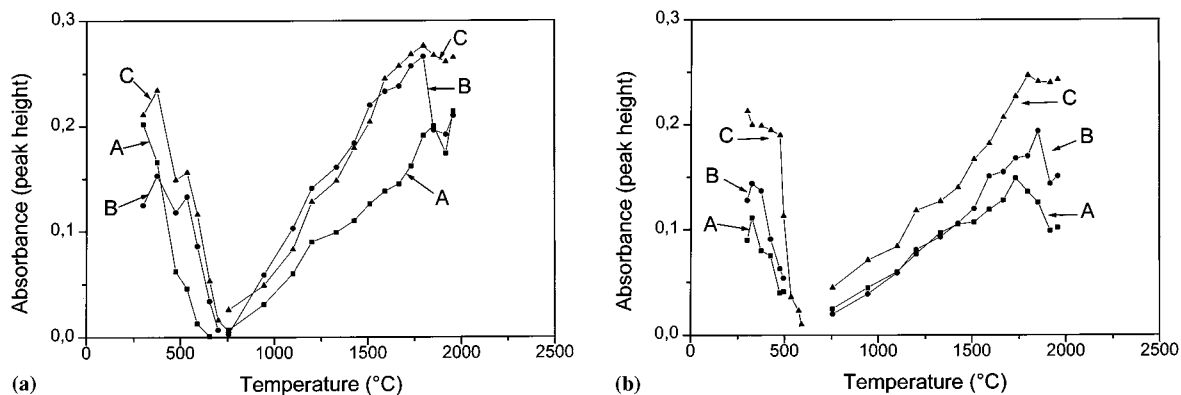 0,3
0,2
0,1
0,0
Absorbance (peak height)
C
A
B
C
B
A
0
500
1000
1500
2000
2500
Temperature (°C)
(a)
0,3
0,2
0,1
0,0
Absorbance (peak height)
C
B
A
C
B
A
0
500
1000
1500
2000
2500
Temperature (°C)
(b)